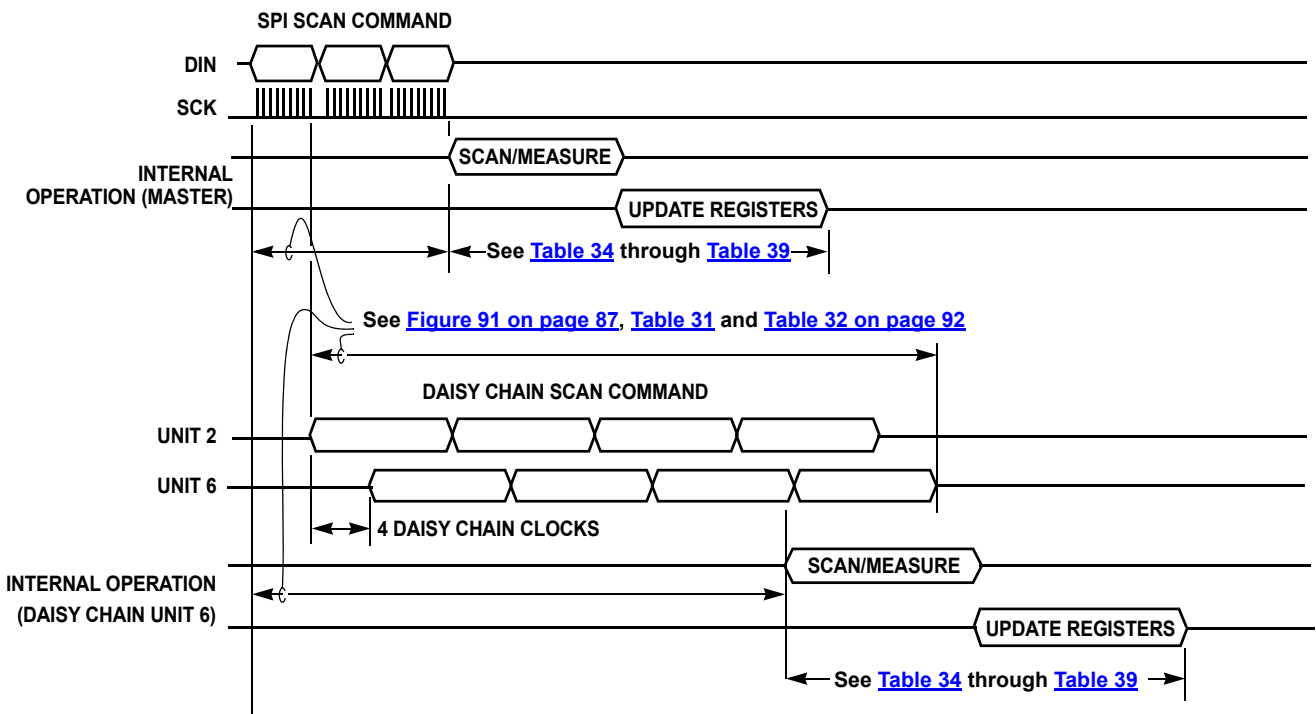 SPI SCAN COMMAND
DIN
SCK
SCAN/MEASURE
INTERNAL
OPERATION (MASTER)
UPDATE REGISTERS
See Table 34 through Table 39
See Figure 91 on page 87, Table 31 and Table 32 on page 92
DAISY CHAIN SCAN COMMAND
UNIT 2
UNIT 6
4 DAISY CHAIN CLOCKS
SCAN/MEASURE
INTERNAL OPERATION
(DAISY CHAIN UNIT 6)
UPDATE REGISTERS
See Table 34 through Table 39